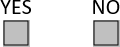 YES NO